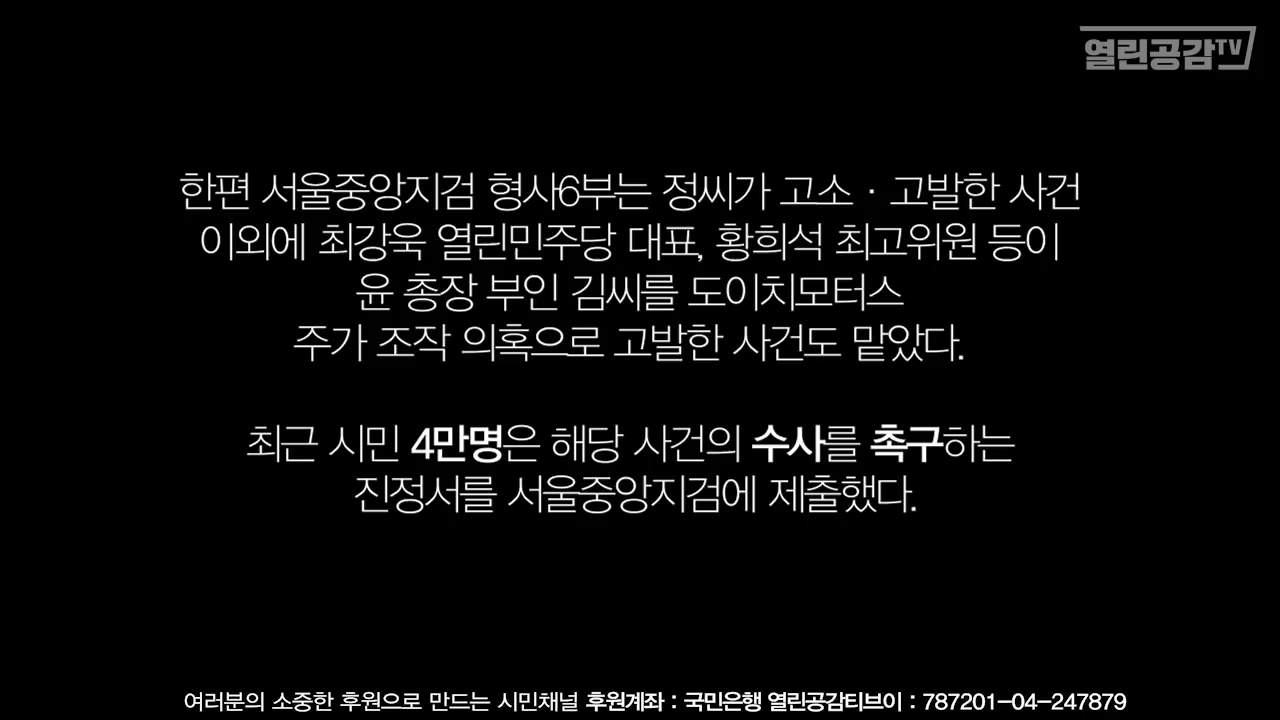 열린공감TV
한편 서울중앙지검 형사6부는 정씨가 고소 · 고발한 사건
이외에 최강욱 열린민주당 대표, 황희석 최고위원 등이
윤 총장 부인 김씨를 도이치모터스
주가 조작 의혹으로 고발한 사건도 맡았다.
최근 시민 4만명은 해당 사건의 수사를 촉구하는
진정서를 서울중앙지검에 제출했다.
여러분의 소중한 후원으로 만드는 시민채널 후원계좌 : 국민은행 열린공감티브이 : 787201-04-247879